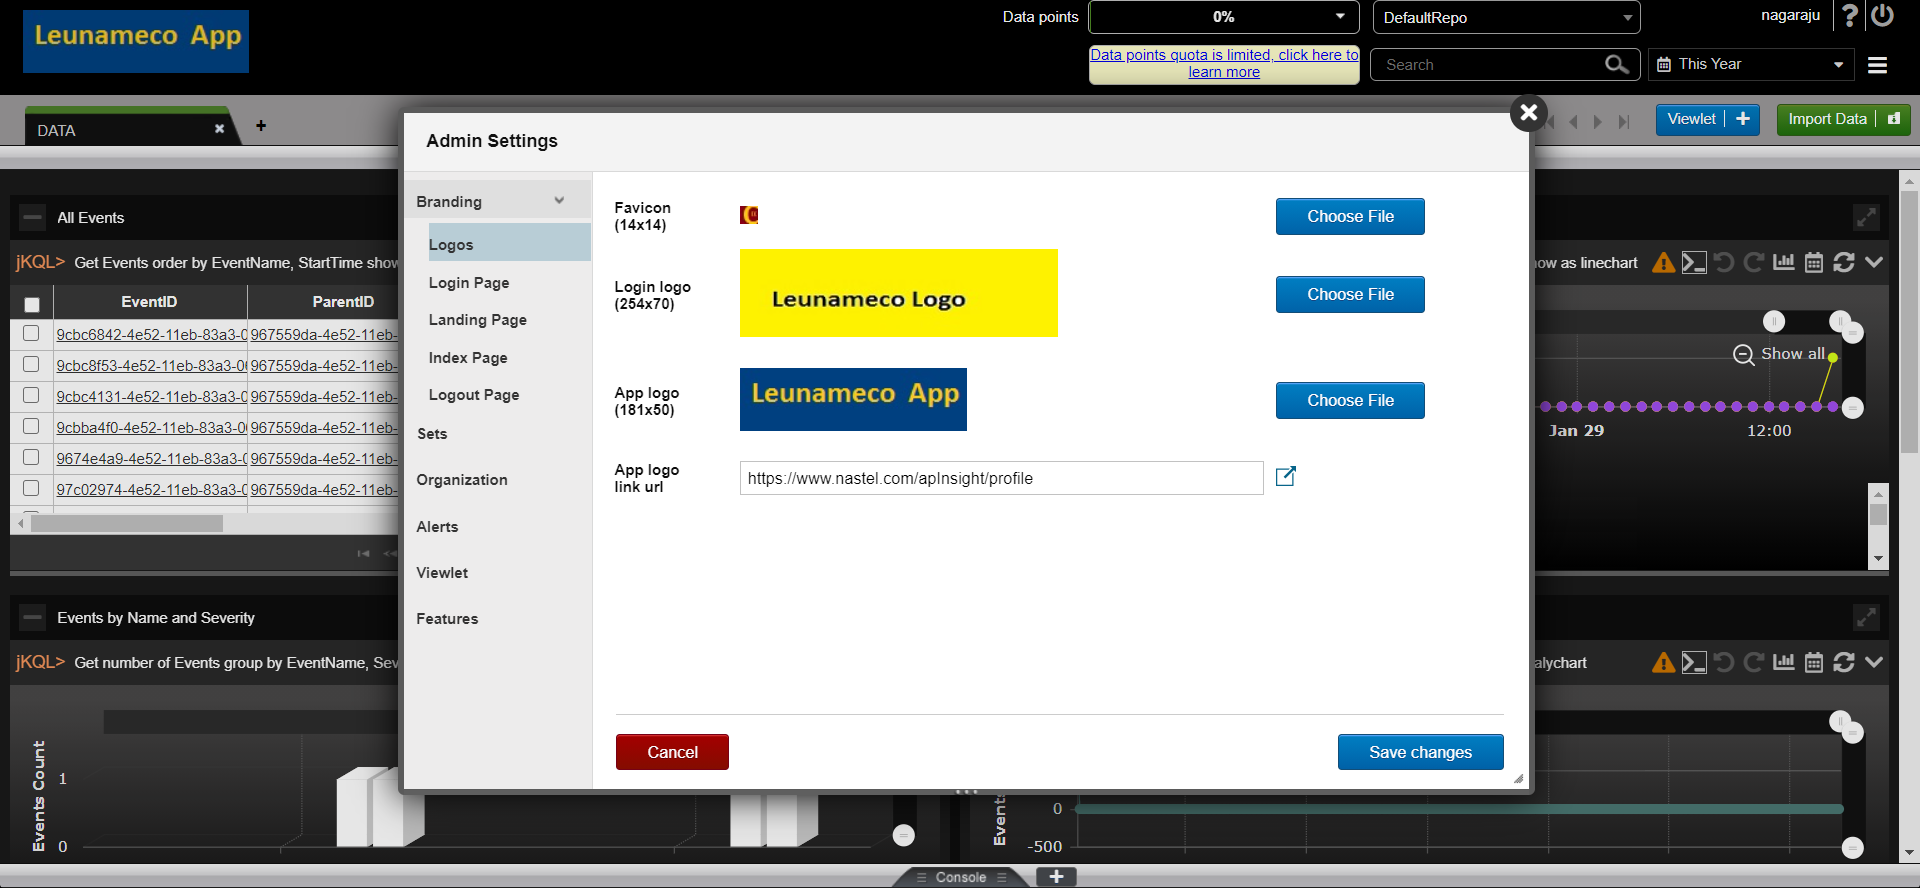 Leunameco App
Data points
0%
DefaultRepo
nagaraju
?
Data points quota is limited, click here to
learn more
Search
This Year
DATA
+
Viewlet +
Import Data
Admin Settings
Branding
Logos
Login Page
Landing Page
Index Page
Logout Page
Sets
Organization
Alerts
Viewlet
Features
Favicon
(14x14)
Choose File
Login logo
(254x70)
Leunameco Logo
Choose File
App logo
(181x50)
Leunameco App
Choose File
App logo
link url
https://www.nastel.com/apInsight/profile
Cancel
Save changes
All Events
jKQL> Get Events order by EventName, StartTime show
EventID ParentID
9cbc6842-4e52-11eb-83a3-0 967559da-4e52-11eb-
9cbc8f53-4e52-11eb-83a3-0 967559da-4e52-11eb-
9cbc4131-4e52-11eb-83a3-0 967559da-4e52-11eb-
9cbba4f0-4e52-11eb-83a3-0 967559da-4e52-11eb-
9674e4a9-4e52-11eb-83a3-0 967559da-4e52-11eb-
97c02974-4e52-11eb-83a3-0 967559da-4e52-11eb-
ow as linechart
Show all
Jan 29
12:00
Events by Name and Severity
jKQL> Get number of Events group by EventName, Sev
Events Count
1
0
alychart
Events
0
-500
Console
+